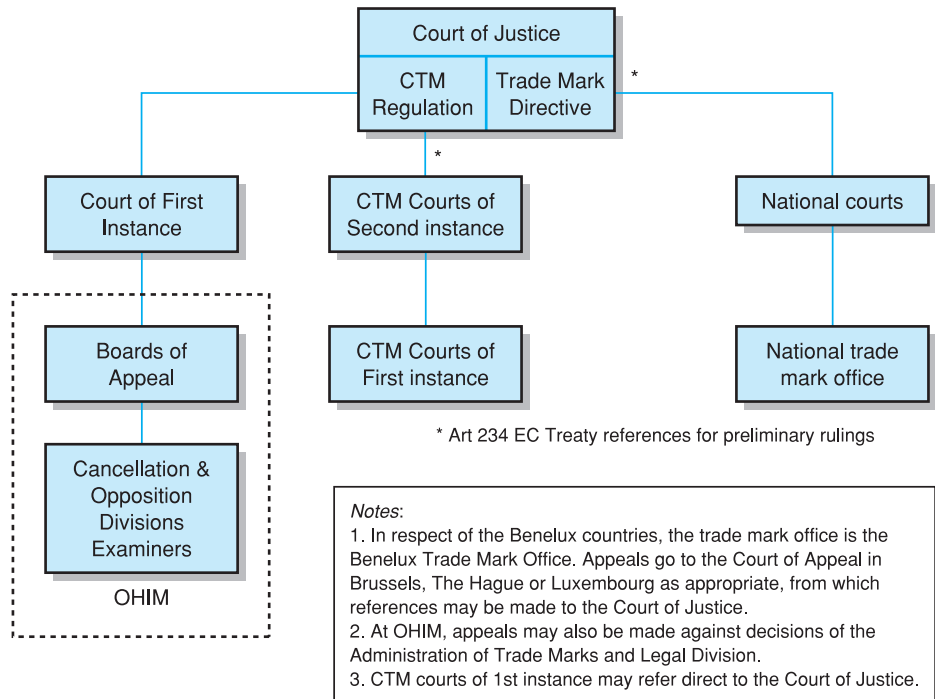 Court of Justice
CTM
Regulation
Trade Mark
Directive
*
*
Court of First
Instance
CTM Courts of
Second instance
National courts
Boards of
Appeal
CTM Courts of
First instance
National trade
mark office
* Art 234 EC Treaty references for preliminary rulings
Cancellation &
Opposition
Divisions
Examiners
OHIM
Notes:
1. In respect of the Benelux countries, the trade mark office is the
Benelux Trade Mark Office. Appeals go to the Court of Appeal in
Brussels, The Hague or Luxembourg as appropriate, from which
references may be made to the Court of Justice.
2. At OHIM, appeals may also be made against decisions of the
Administration of Trade Marks and Legal Division.
3. CTM courts of 1st instance may refer direct to the Court of Justice.